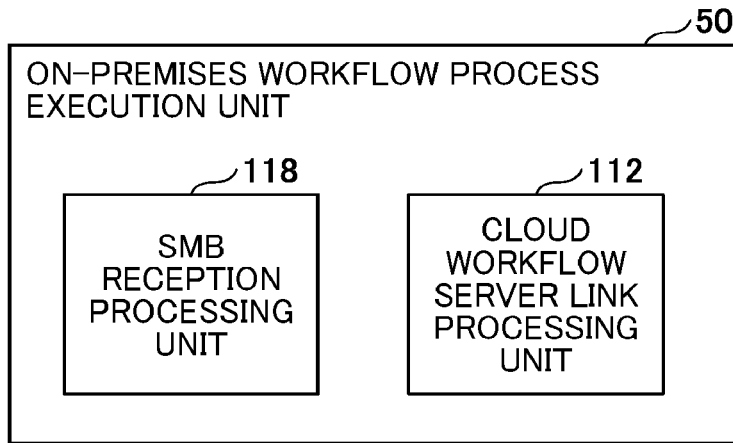 50
ON-PREMISES WORKFLOW PROCESS
EXECUTION UNIT
118
SMB
RECEPTION
PROCESSING
UNIT
112
CLOUD
WORKFLOW
SERVER LINK
PROCESSING
UNIT